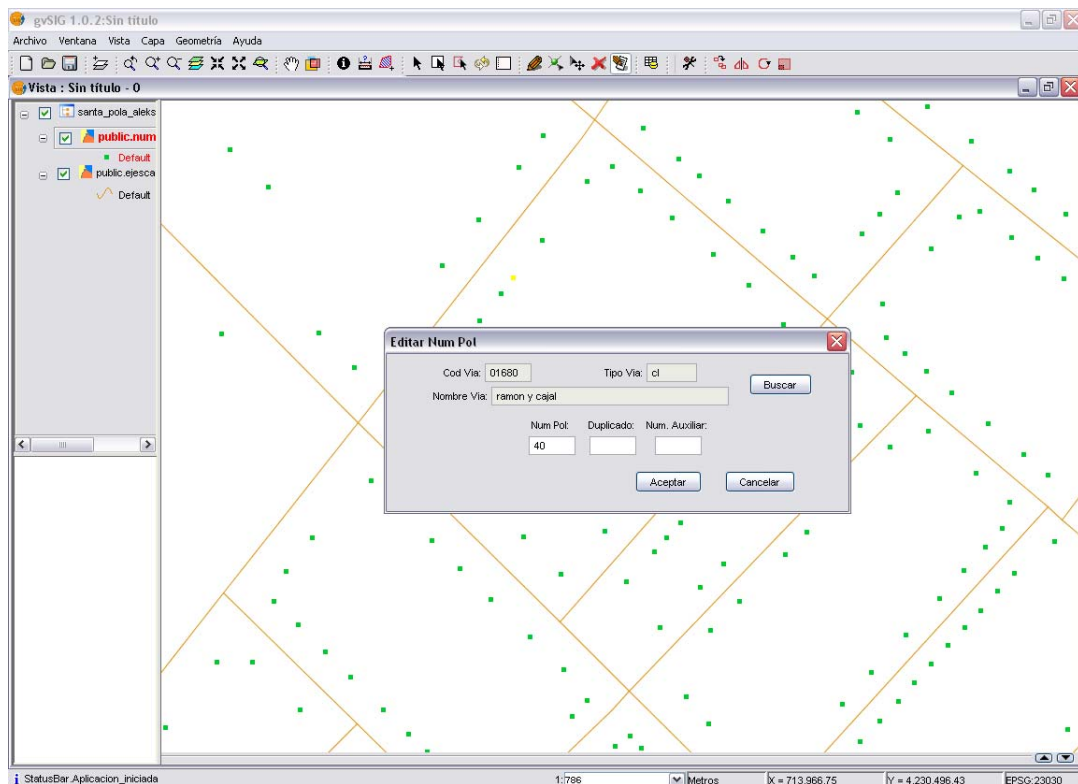 gvSIG 1.0.2:Sin título
Archivo Ventana Vista Capa Geometría Ayuda
Vista : Sin título - 0
santa_pola_aleks
public.num
Default
public.ejesca
Default
Editar Num Pol
Cod Via: 01680 Tipo Via: cl
Buscar
Nombre Via: ramon y cajal
Num Pol: Duplicado: Num. Auxiliar:
40
Aceptar Cancelar
StatusBar.Aplicacion_iniciada 1:786 Metros X = 713.966.75 Y = 4.230.496.43 EPSG:23030